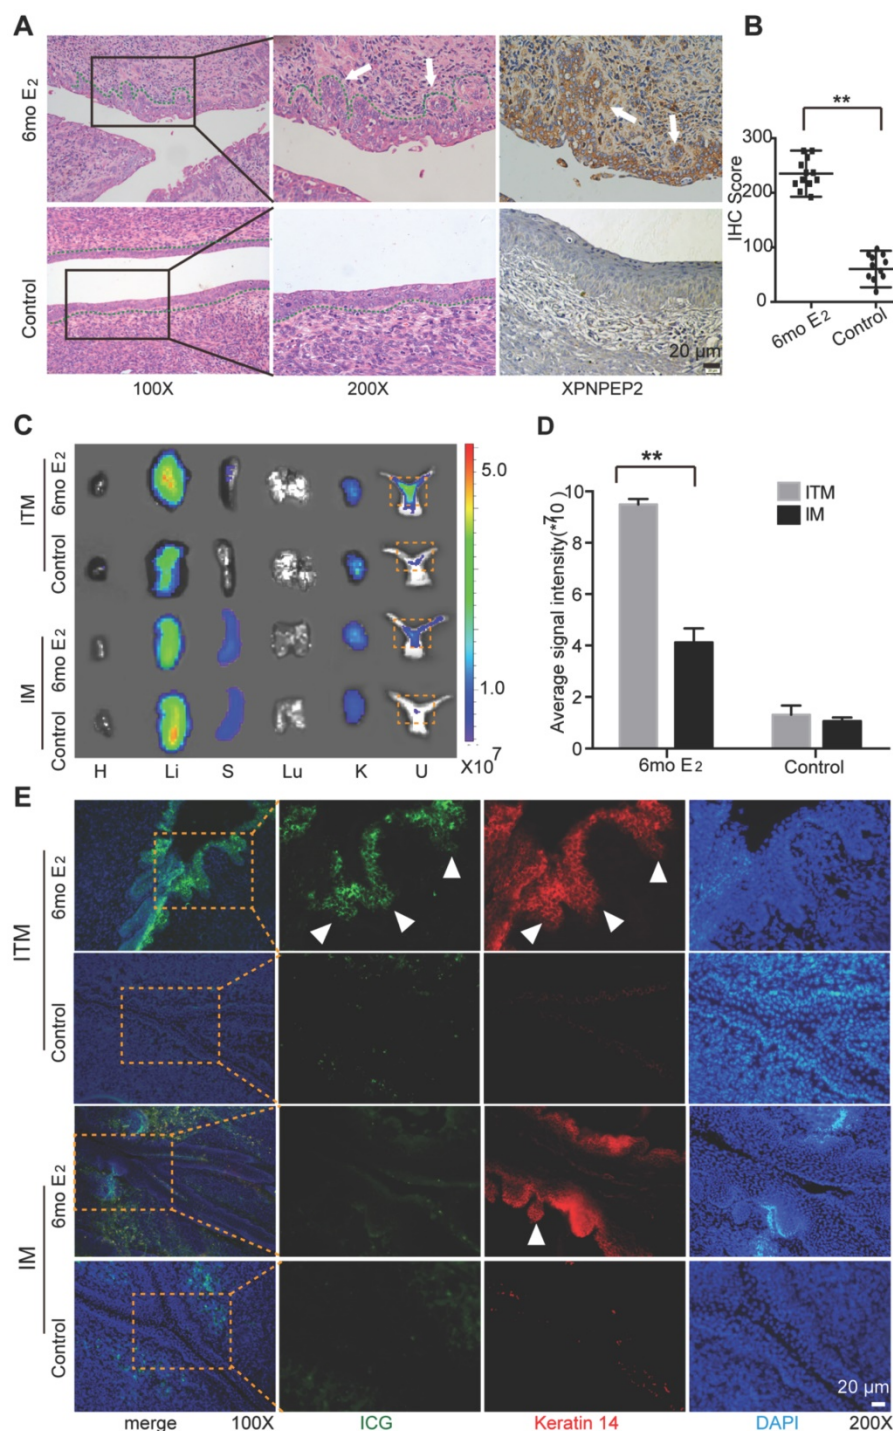 A
6mo E2
Control
100X
200X
XPNPEP2
20 µm
B
**
IHC Score
300
200
100
0
6mo E2
Control
C
ITM
6mo E2
Control
IM
6mo E2
Control
H
Li
S
Lu
K
U
5.0
1.0
X10 7
D
**
Average signal intensity(*10 7)
10
8
6
4
2
0
ITM
IM
6mo E2
Control
E
ITM
6mo E2
Control
IM
6mo E2
Control
merge
100X
ICG
Keratin 14
DAPI
200X
20 µm